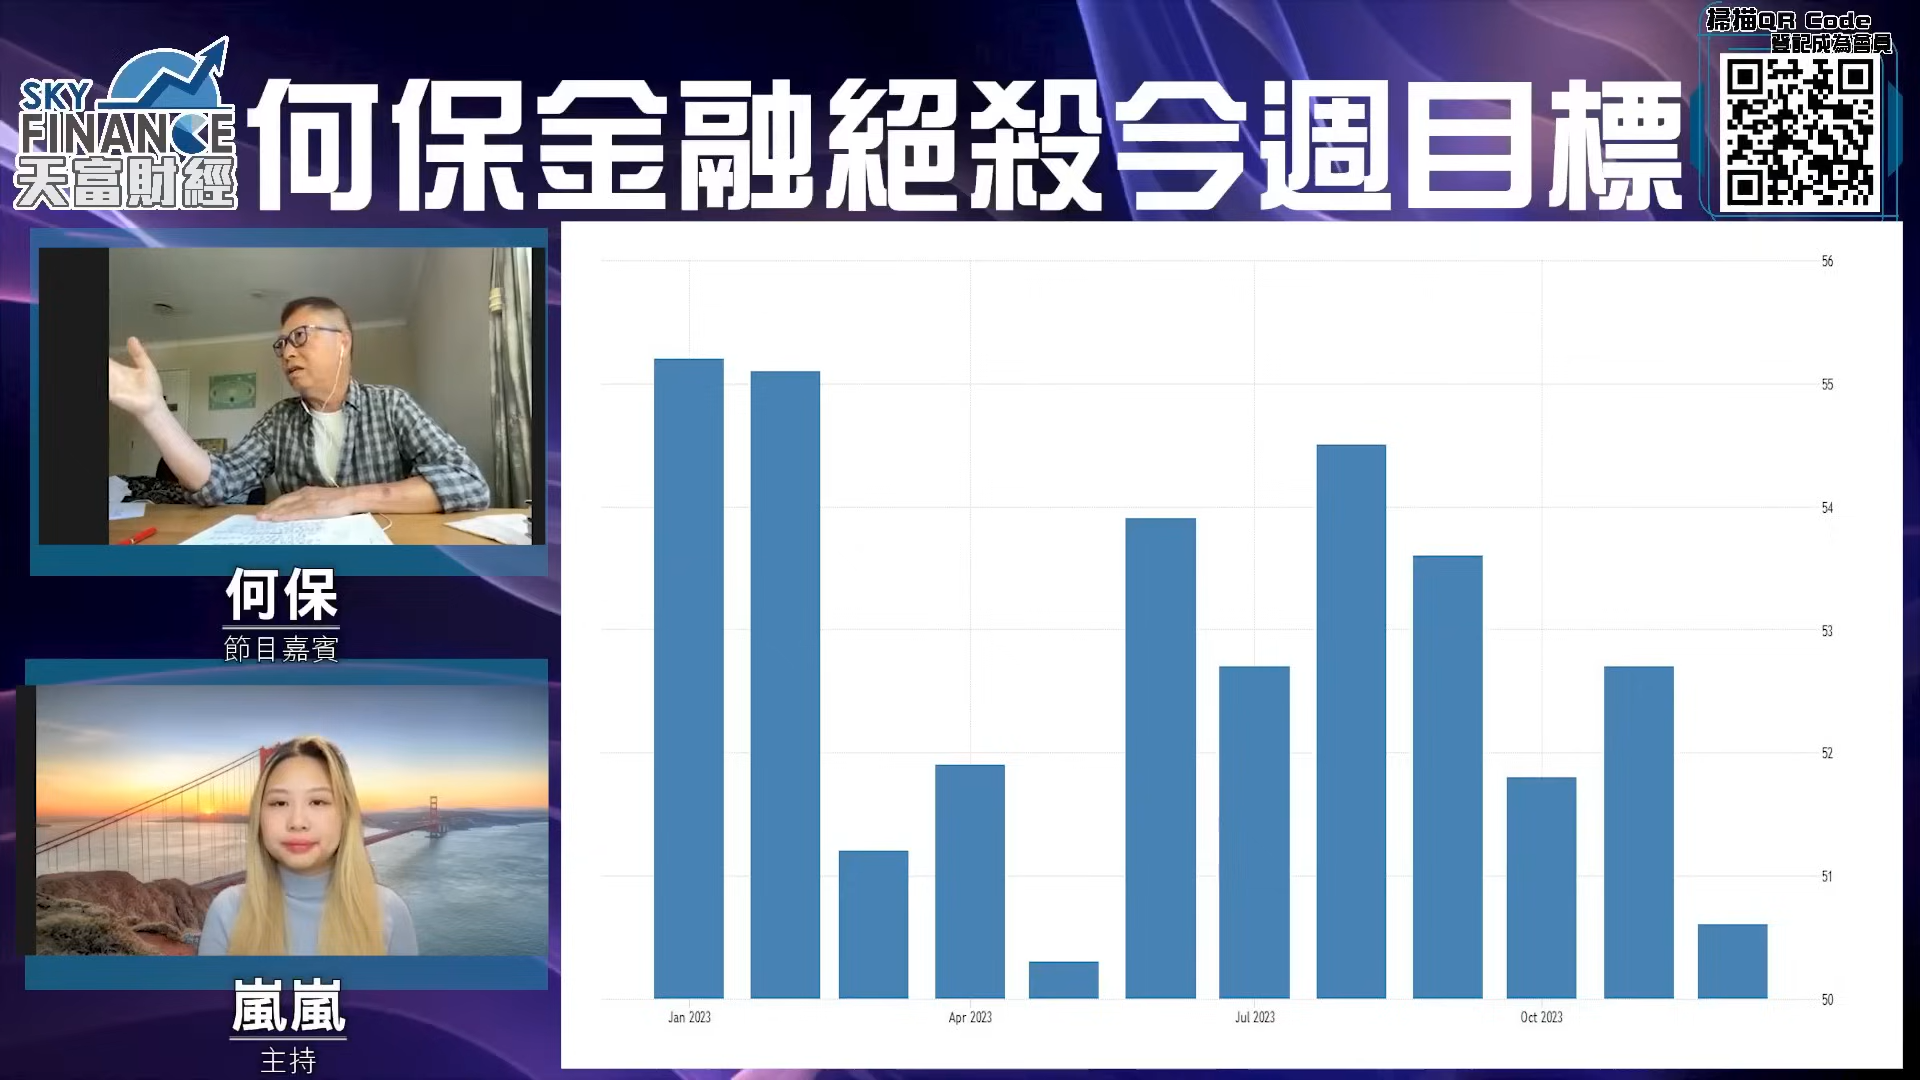 掃描QR Code
登記成為會員
SKY
FINANCE
天富財經
何保金融絕殺今週目標
何保
節目嘉賓
嵐嵐
主持
56
55
54
53
52
51
50
Jan 2023
Apr 2023
Jul 2023
Oct 2023